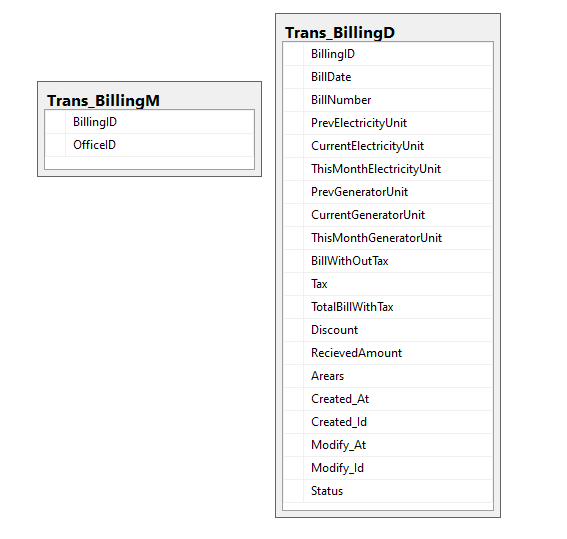 Trans_BillingM
BillingID
OfficeID
Trans_BillingD
BillingID
BillDate
BillNumber
PrevElectricityUnit
CurrentElectricityUnit
ThisMonthElectricityUnit
PrevGeneratorUnit
CurrentGeneratorUnit
ThisMonthGeneratorUnit
BillWithOutTax
Tax
TotalBillWithTax
Discount
RecievedAmount
Arears
Created_At
Created_Id
Modify_At
Modify_Id
Status